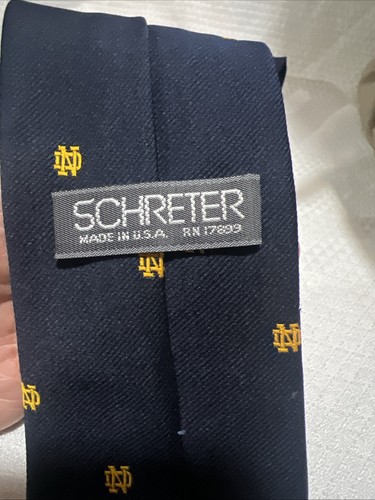 SCHRETER
MADE IN U.S.A. RN 17899